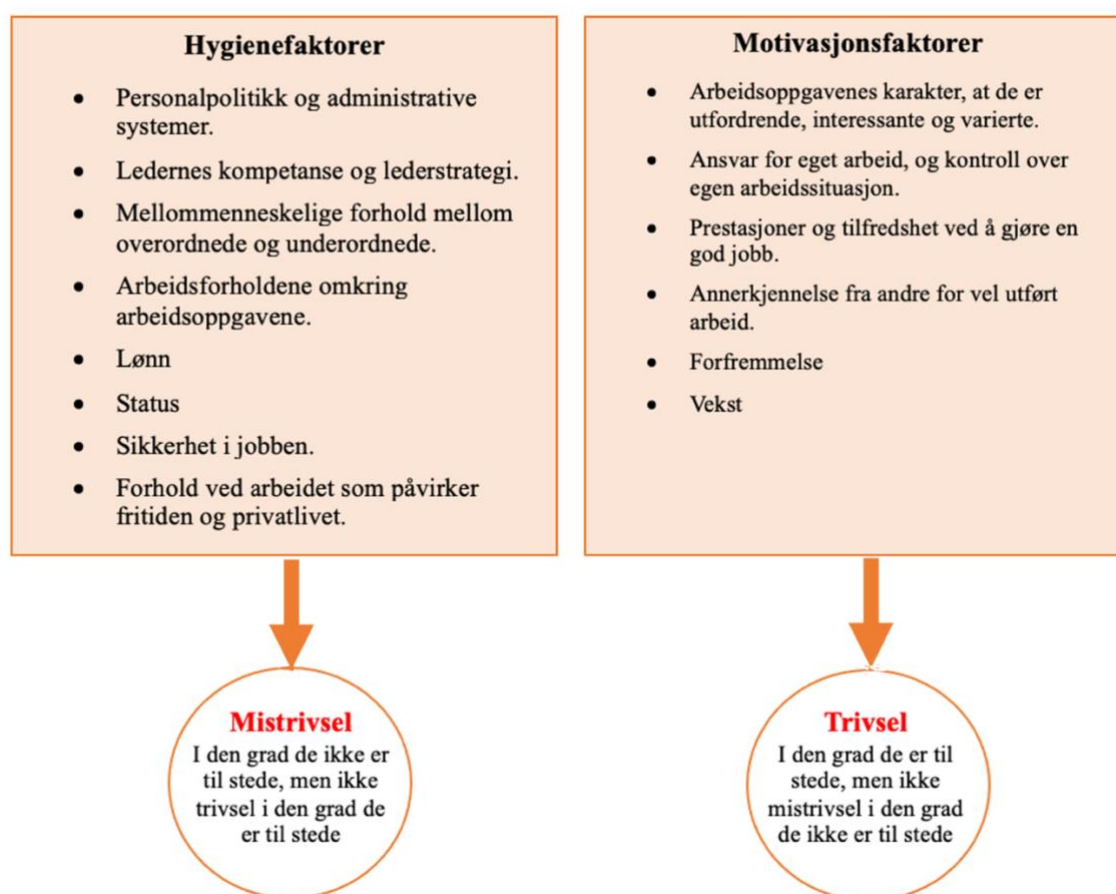 Hygienefaktorer
• Personalpolitikk og administrative
systemer.
• Ledernes kompetanse og lederstrategi.
• Mellommenneskelige forhold mellom
overordnede og underordnede.
• Arbeidsforholdene omkring
arbeidsoppgavene.
• Lønn
• Status
• Sikkerhet i jobben.
• Forhold ved arbeidet som påvirker
fritiden og privatlivet.
Motivasjonsfaktorer
• Arbeidsoppgavenes karakter, at de er
utfordrende, interessante og varierte.
• Ansvar for eget arbeid, og kontroll over
egen arbeidssituasjon.
• Prestasjoner og tilfredshet ved å gjøre en
god jobb.
• Annerkjennelse fra andre for vel utført
arbeid.
• Forfremmelse
• Vekst
Mistrivsel
I den grad de ikke er
til stede, men ikke
trivsel i den grad de
er til stede
Trivsel
I den grad de er til
stede, men ikke
mistrivsel i den grad
de ikke er til stede